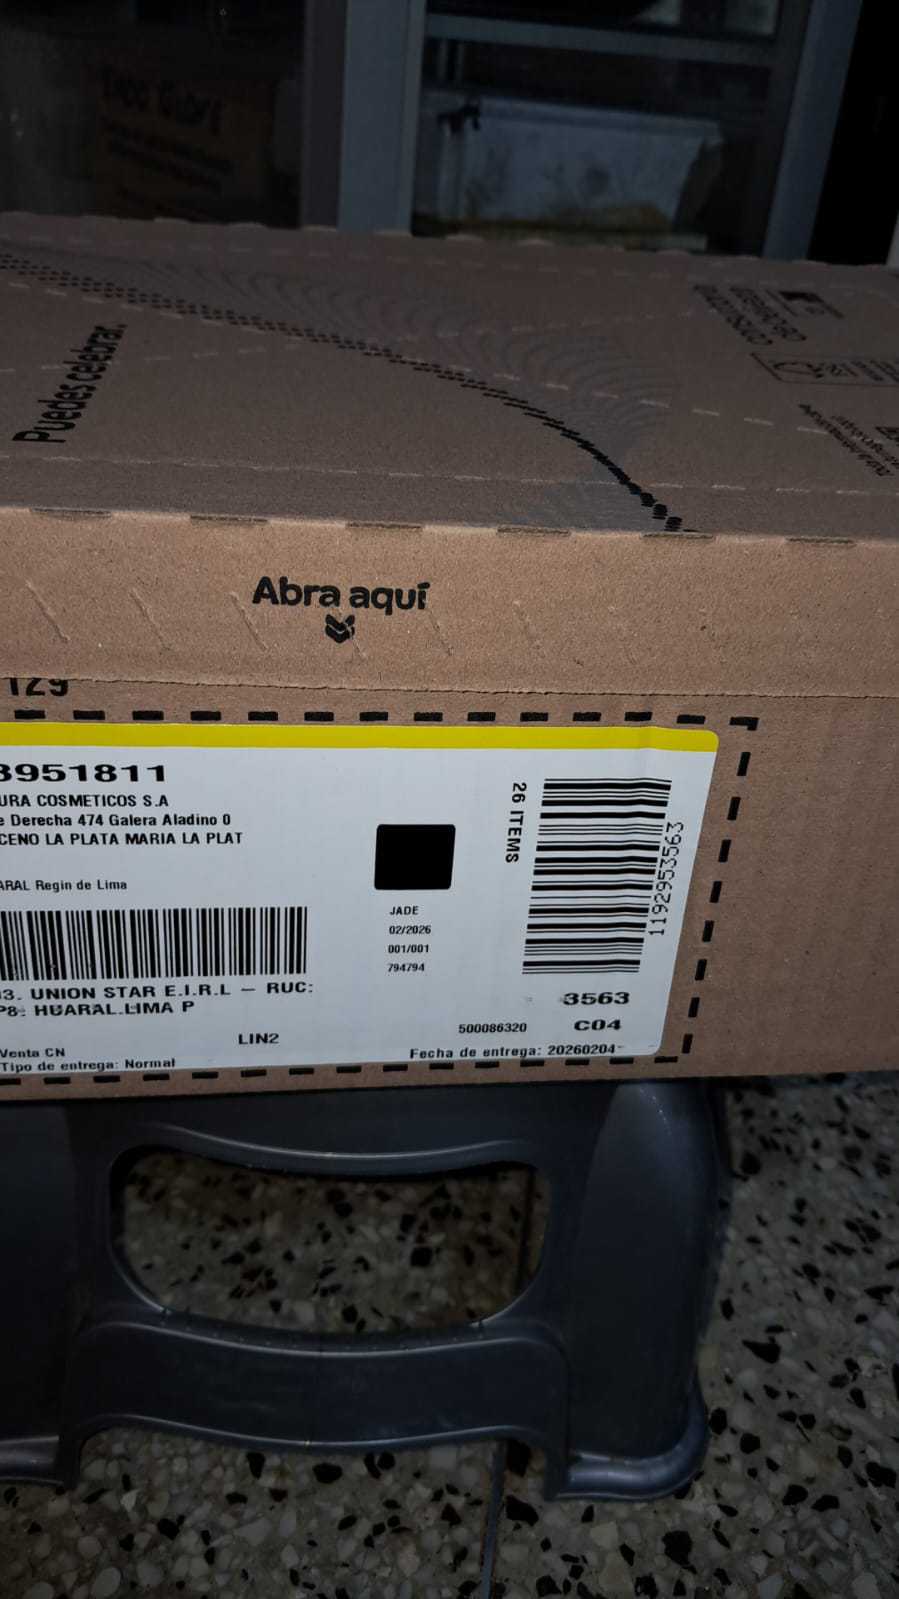 Puedes celebrar.
Abra aquí
129
3951811
URA COSMETICOS S.A
e Derecha 474 Galera Aladino 0
CENO LA PLATA MARIA LA PLAT
ARAL Regin de Lima
26 ITEMS
11929953563
JADE
02/2026
001/001
794794
3. UNION STAR E.I.R.L – RUC:
P8: HUARAL.LIMA P
3563
LIN2
500086320
C04
Venta CN
Fecha de entrega: 20260204
Tipo de entrega: Normal